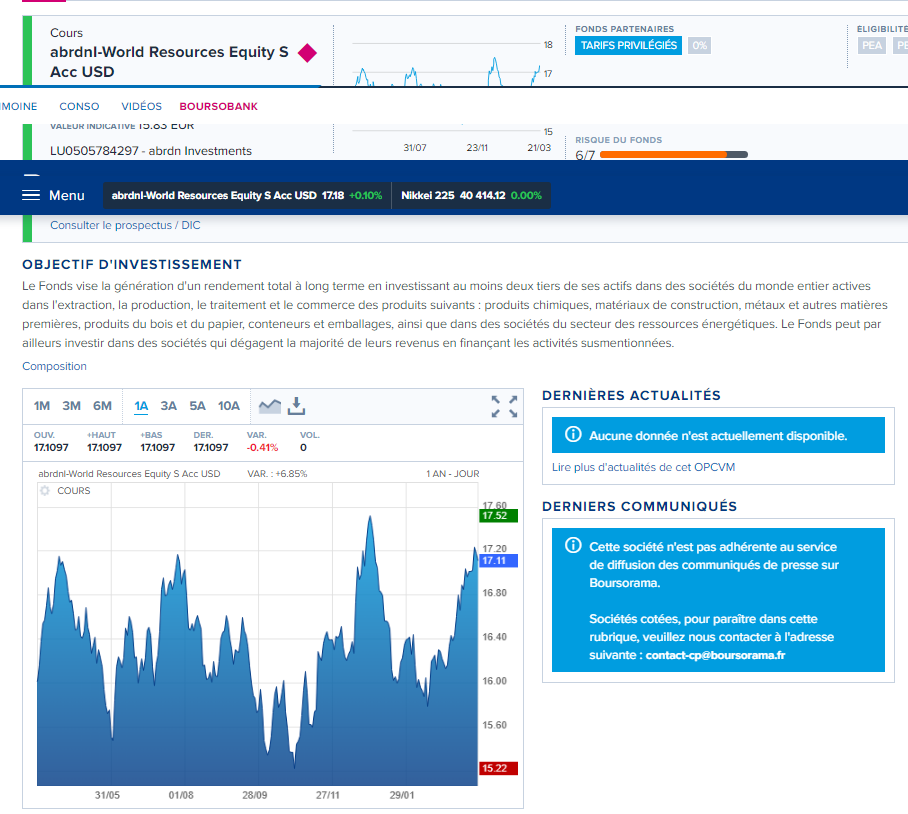 Cours
abrdnI-World Resources Equity S
Acc USD
18
17
FONDS PARTENAIRES
TARIFS PRIVILÉGIÉS 0%
ÉLIGIBILITÉ
PEA
MOINE CONSO VIDÉOS BOURSOBANK
VALEUR INDICATIVE 15.83 EUR
LU0505784297 - abrdn Investments
15
31/07 23/11 21/03
RISQUE DU FONDS
6/7
Menu
abrdnI-World Resources Equity S Acc USD 17.18 +0.10% Nikkei 225 40 414.12 0.00%
Consulter le prospectus / DIC
OBJECTIF D'INVESTISSEMENT
Le Fonds vise la génération d'un rendement total à long terme en investissant au moins deux tiers de ses actifs dans des sociétés du monde entier actives
dans l'extraction, la production, le traitement et le commerce des produits suivants : produits chimiques, matériaux de construction, métaux et autres matières
premières, produits du bois et du papier, conteneurs et emballages, ainsi que dans des sociétés du secteur des ressources énergétiques. Le Fonds peut par
ailleurs investir dans des sociétés qui dégagent la majorité de leurs revenus en finançant les activités susmentionnées.
Composition
1M 3M 6M 1A 3A 5A 10A
OUV. +HAUT +BAS DER. VAR. VOL.
17.1097 17.1097 17.1097 17.1097 -0.41% 0
abrdnI-World Resources Equity S Acc USD VAR. : +6.85% 1 AN - JOUR
COURS
17.60
17.52
17.20
17.11
16.80
16.40
16.00
15.60
15.22
31/05 01/08 28/09 27/11 29/01
DERNIÈRES ACTUALITÉS
Aucune donnée n'est actuellement disponible.
Lire plus d'actualités de cet OPCVM
DERNIERS COMMUNIQUÉS
Cette société n'est pas adhérente au service
de diffusion des communiqués de presse sur
Boursorama.
Sociétés cotées, pour paraître dans cette
rubrique, veuillez nous contacter à l'adresse
suivante : contact-cp@boursorama.fr